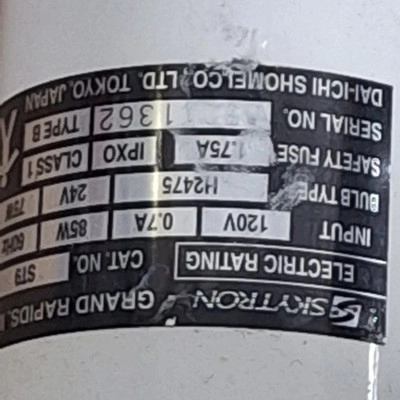 SKYTRON GRAND RAPIDS,
ELECTRIC RATING CAT. NO. ST9
INPUT 120V 0.7A 85W 60Hz
BULB TYPE H2475 24V 75W
SAFETY FUSE 1.75A IPXO CLASS 1
SERIAL NO. 1362 TYPE B
DAI-ICHI SHOMEI CO., LTD. TOKYO, JAPAN